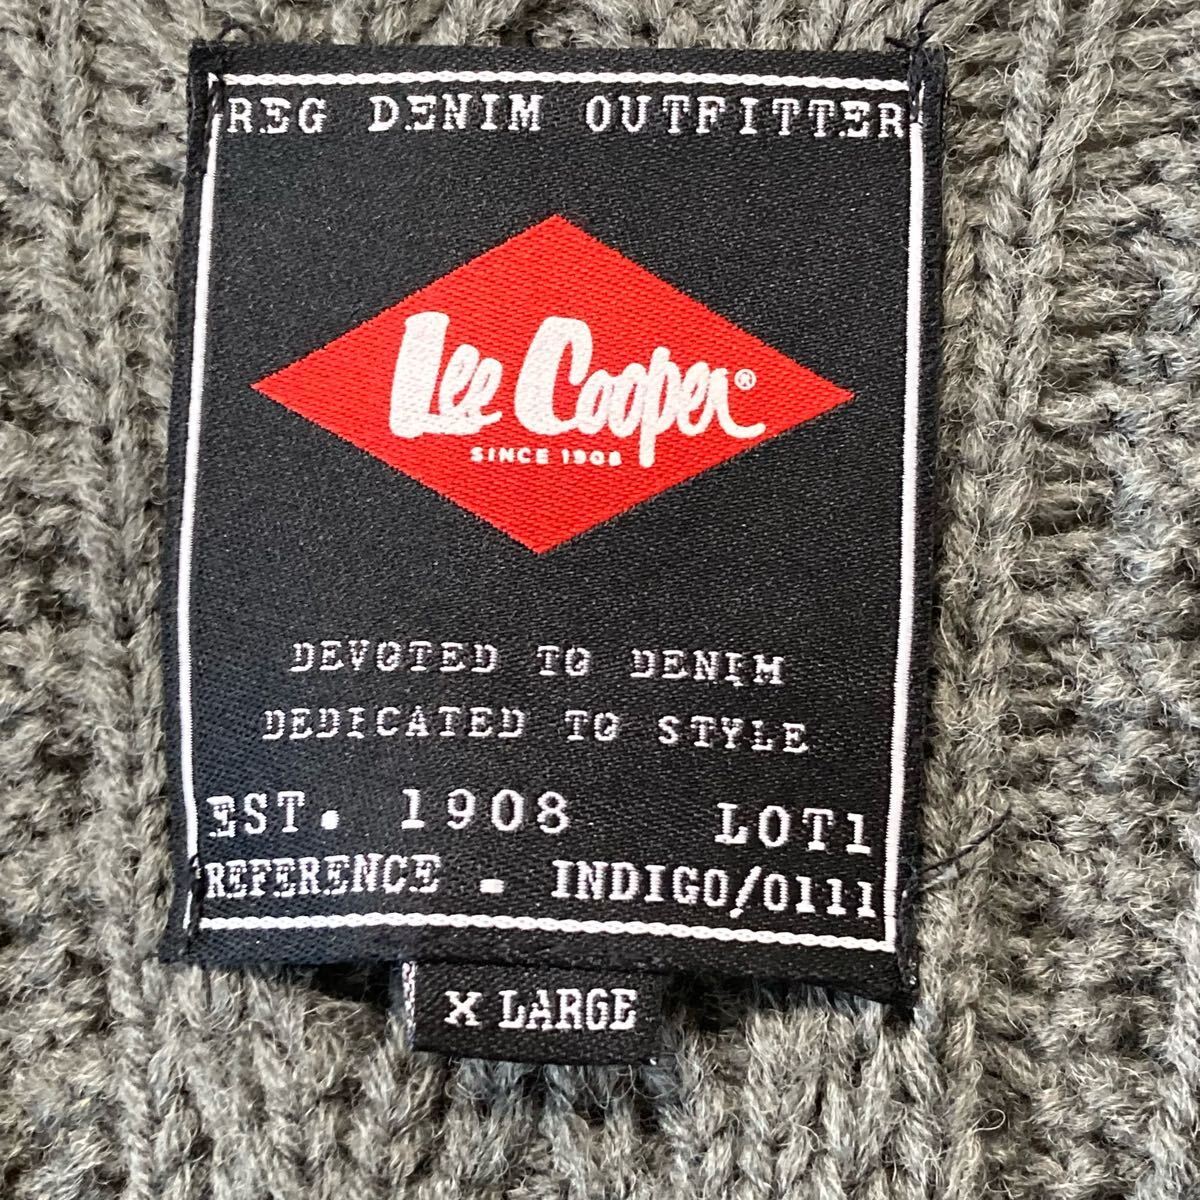 REG DENIM OUTFITTER
Lee Cooper®
SINCE 1908
DEVOTED TO DENIM
DEDICATED TO STYLE
EST. 1908 LOT1
REFERENCE - INDIGO/0111
X LARGE